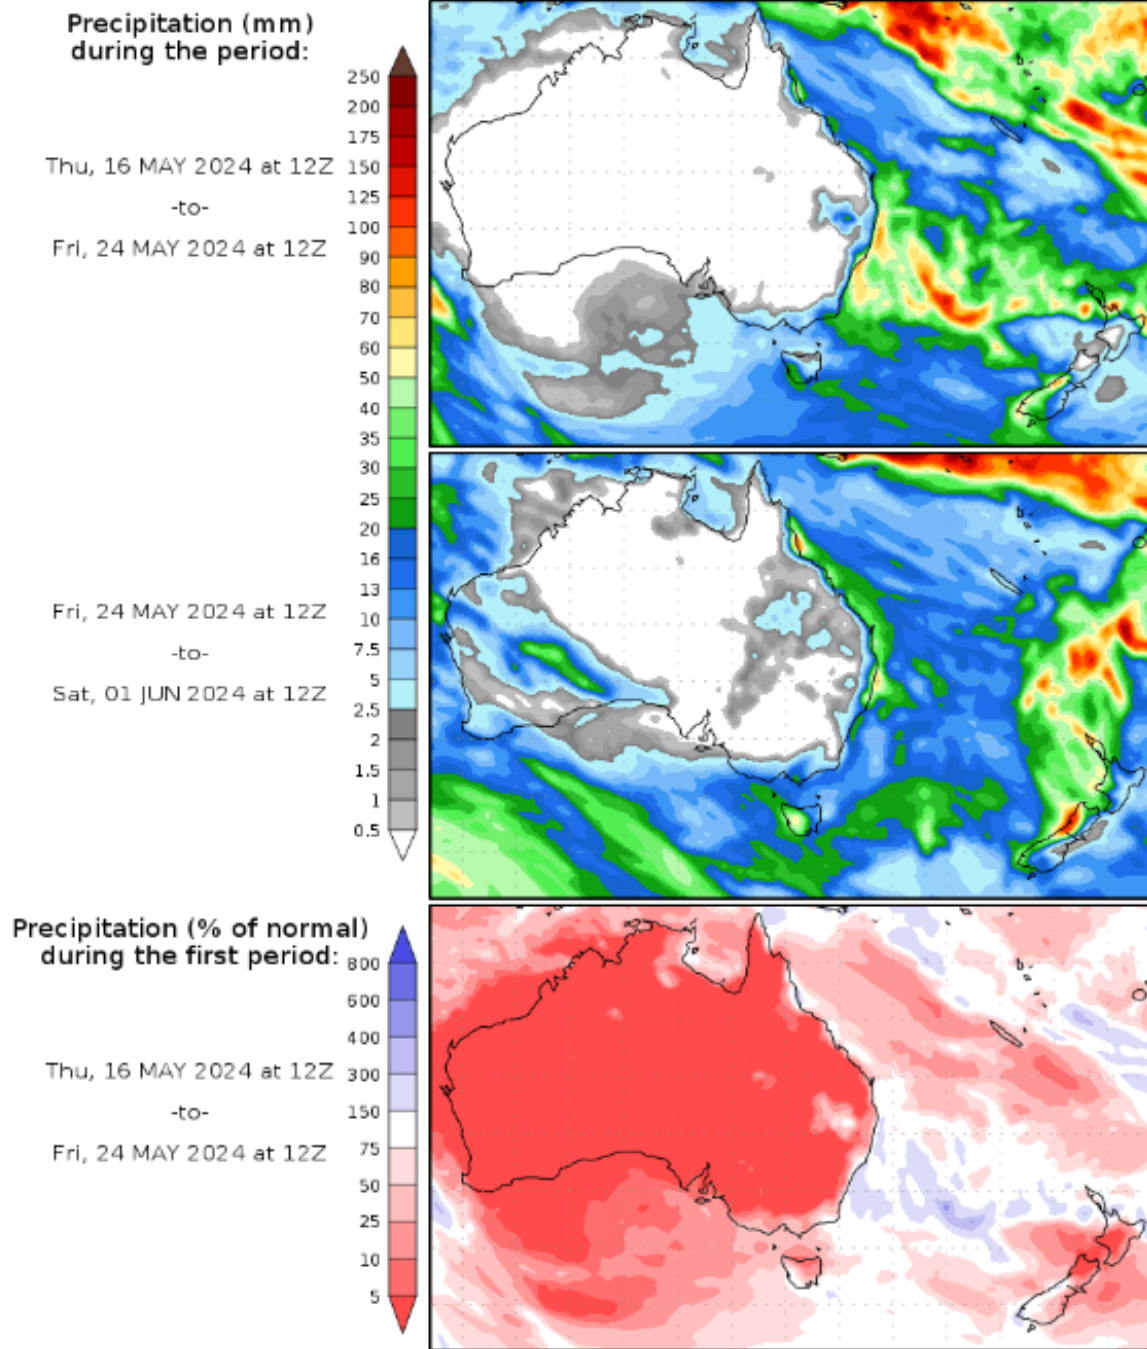 Precipitation (mm)
during the period:
250
200
175
150
125
100
90
80
70
60
50
40
35
30
25
20
16
13
10
7.5
5
2.5
2
1.5
1
0.5
Thu, 16 MAY 2024 at 12Z
-to-
Fri, 24 MAY 2024 at 12Z
Fri, 24 MAY 2024 at 12Z
-to-
Sat, 01 JUN 2024 at 12Z
Precipitation (% of normal)
during the first period:
800
600
400
300
150
75
50
25
10
5
Thu, 16 MAY 2024 at 12Z
-to-
Fri, 24 MAY 2024 at 12Z